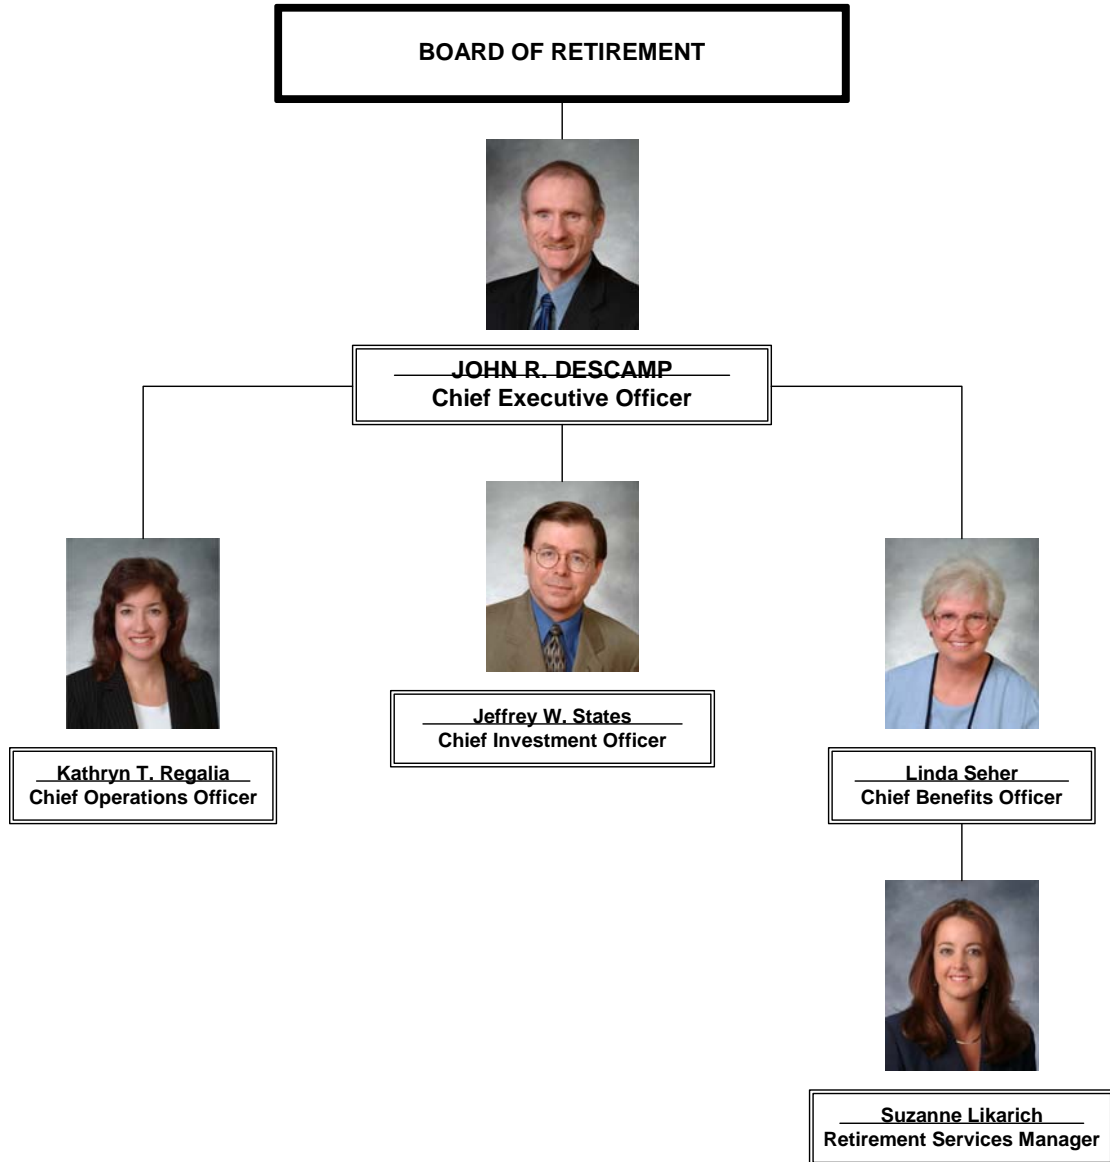 BOARD OF RETIREMENT
JOHN R. DESCAMP
Chief Executive Officer
Jeffrey W. States
Chief Investment Officer
Kathryn T. Regalia
Chief Operations Officer
Linda Seher
Chief Benefits Officer
Suzanne Likarich
Retirement Services Manager